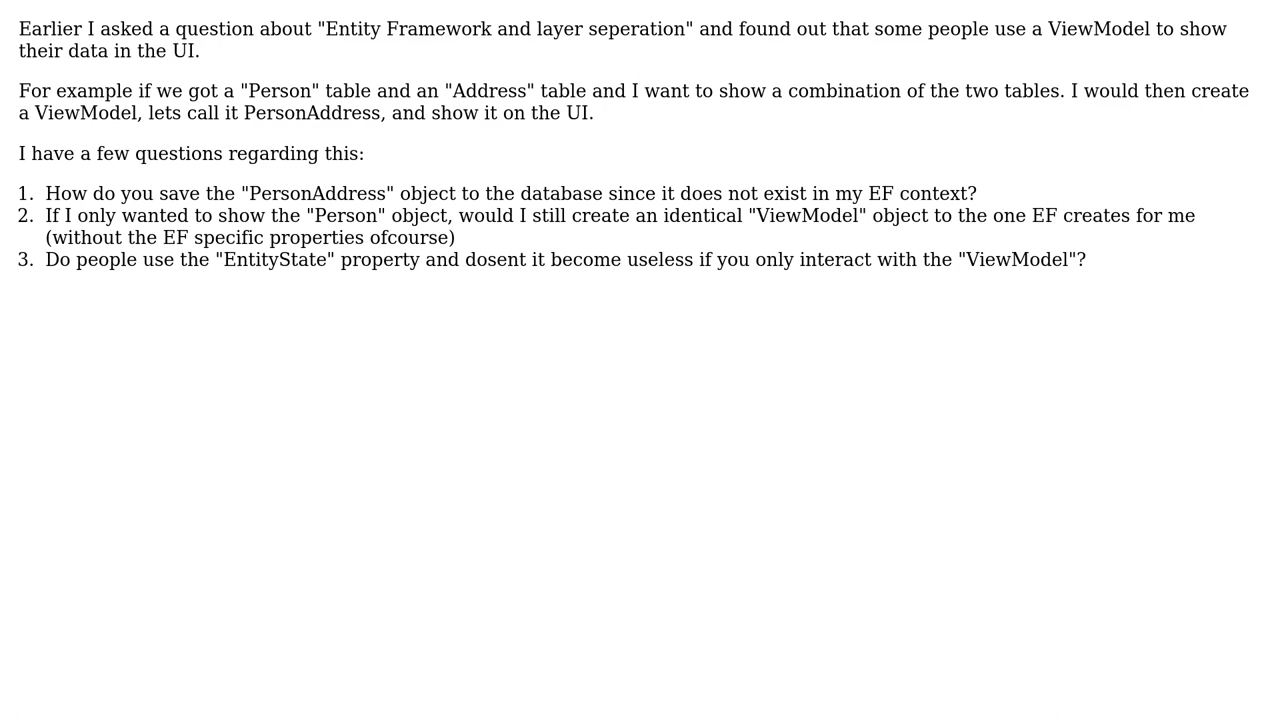 Earlier I asked a question about "Entity Framework and layer seperation" and found out that some people use a ViewModel to show
their data in the UI.
For example if we got a "Person" table and an "Address" table and I want to show a combination of the two tables. I would then create
a ViewModel, lets call it PersonAddress, and show it on the UI.
I have a few questions regarding this:
1. How do you save the "PersonAddress" object to the database since it does not exist in my EF context?
2. If I only wanted to show the "Person" object, would I still create an identical "ViewModel" object to the one EF creates for me
(without the EF specific properties ofcourse)
3. Do people use the "EntityState" property and dosent it become useless if you only interact with the "ViewModel"?